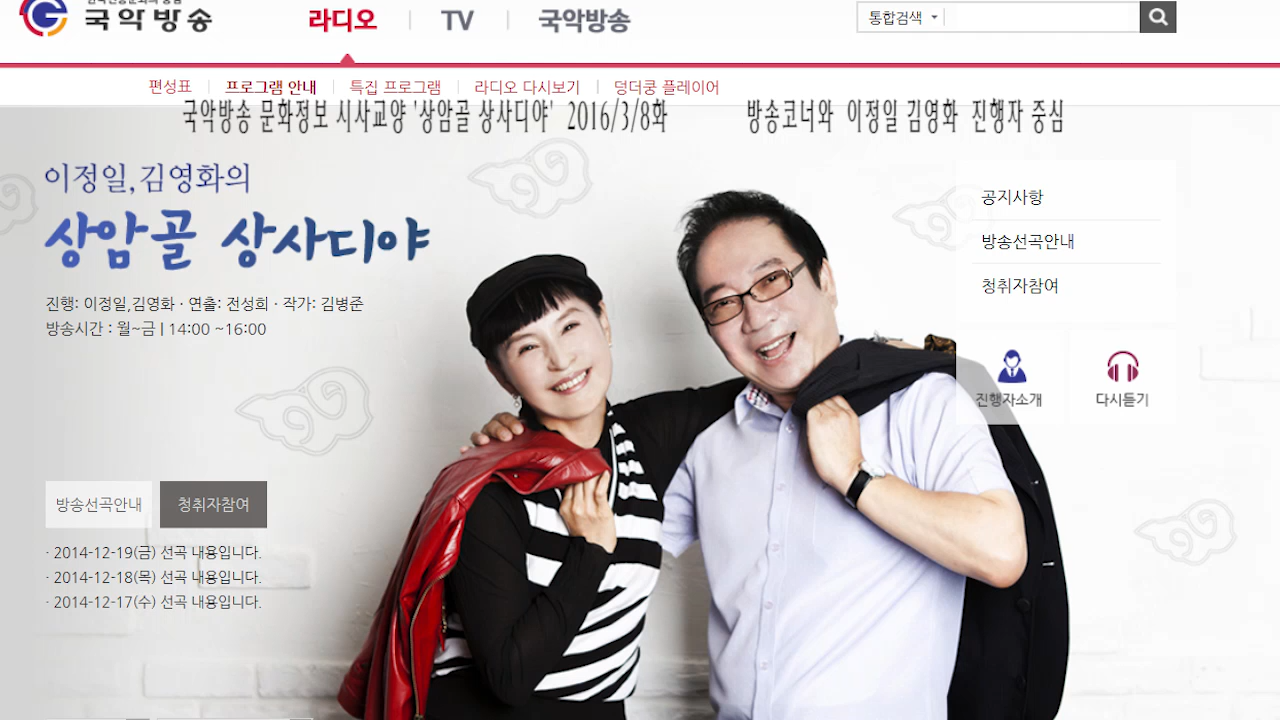 국악방송
라디오
TV
국악방송
통합검색
편성표
프로그램 안내
특집 프로그램
라디오 다시보기
덩더쿵 플레이어
국악방송 문화정보 시사교양 '상암골 상사디야' 2016/3/8화 방송코너와 이정일 김영화 진행자 중심
이정일,김영화의
상암골 상사디야
진행: 이정일,김영화 · 연출: 전성희 · 작가: 김병준
방송시간 : 월~금 | 14:00 ~16:00
공지사항
방송선곡안내
청취자참여
진행자소개
다시듣기
방송선곡안내
청취자참여
· 2014-12-19(금) 선곡 내용입니다.
· 2014-12-18(목) 선곡 내용입니다.
· 2014-12-17(수) 선곡 내용입니다.